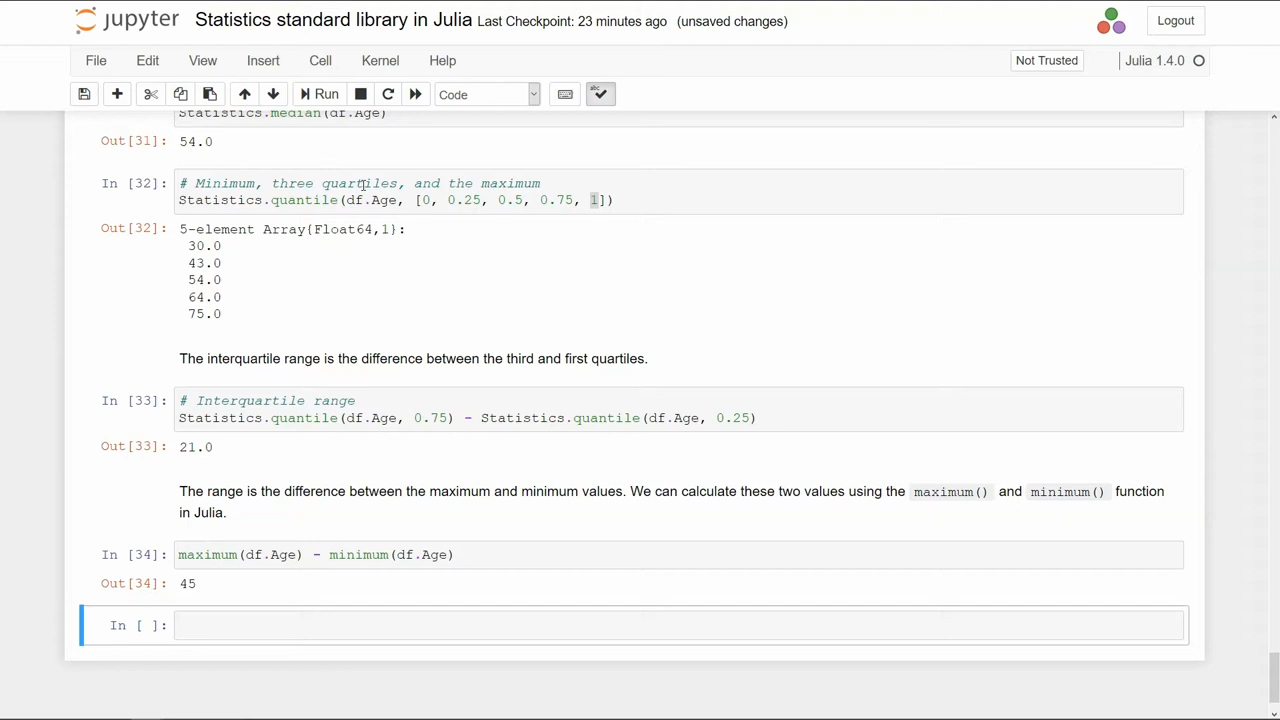 jupyter Statistics standard library in Julia Last Checkpoint: 23 minutes ago (unsaved changes) Logout
File Edit View Insert Cell Kernel Help Not Trusted Julia 1.4.0
Run Code
Statistics.median(df.Age)
Out[31]: 54.0
In [32]: # Minimum, three quartiles, and the maximum
Statistics.quantile(df.Age, [0, 0.25, 0.5, 0.75, 1])
Out[32]: 5-element Array{Float64,1}:
30.0
43.0
54.0
64.0
75.0
The interquartile range is the difference between the third and first quartiles.
In [33]: # Interquartile range
Statistics.quantile(df.Age, 0.75) - Statistics.quantile(df.Age, 0.25)
Out[33]: 21.0
The range is the difference between the maximum and minimum values. We can calculate these two values using the maximum() and minimum() function
in Julia.
In [34]: maximum(df.Age) - minimum(df.Age)
Out[34]: 45
In [ ]: